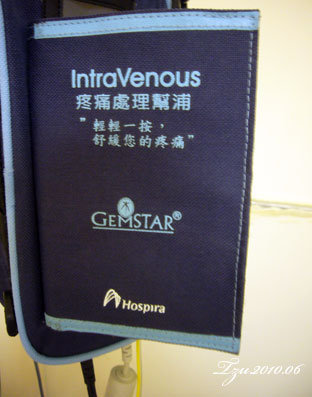 IntraVenous
疼痛處理幫浦
"輕輕一按，
舒緩您的疼痛"
GEMSTAR®
Hospira
Tzu2010.06